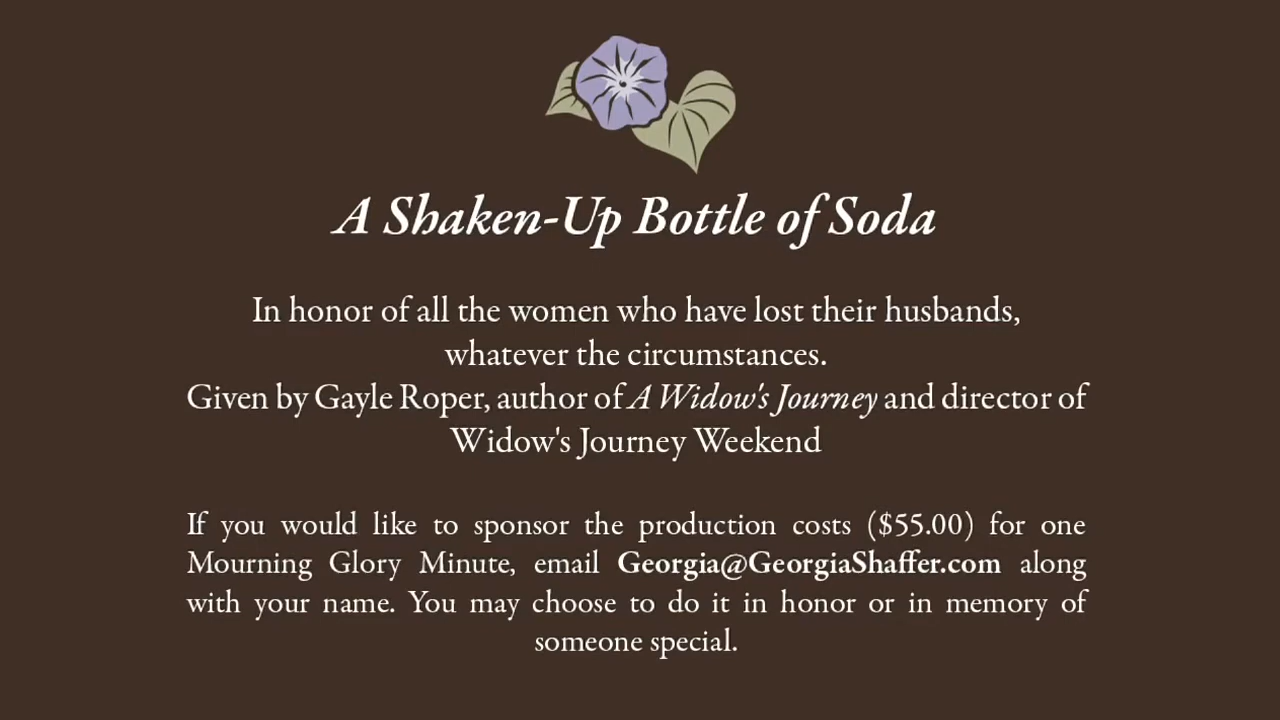 A Shaken-Up Bottle of Soda
In honor of all the women who have lost their husbands,
whatever the circumstances.
Given by Gayle Roper, author of A Widow's Journey and director of
Widow's Journey Weekend
If you would like to sponsor the production costs ($55.00) for one
Mourning Glory Minute, email Georgia@GeorgiaShaffer.com along
with your name. You may choose to do it in honor or in memory of
someone special.